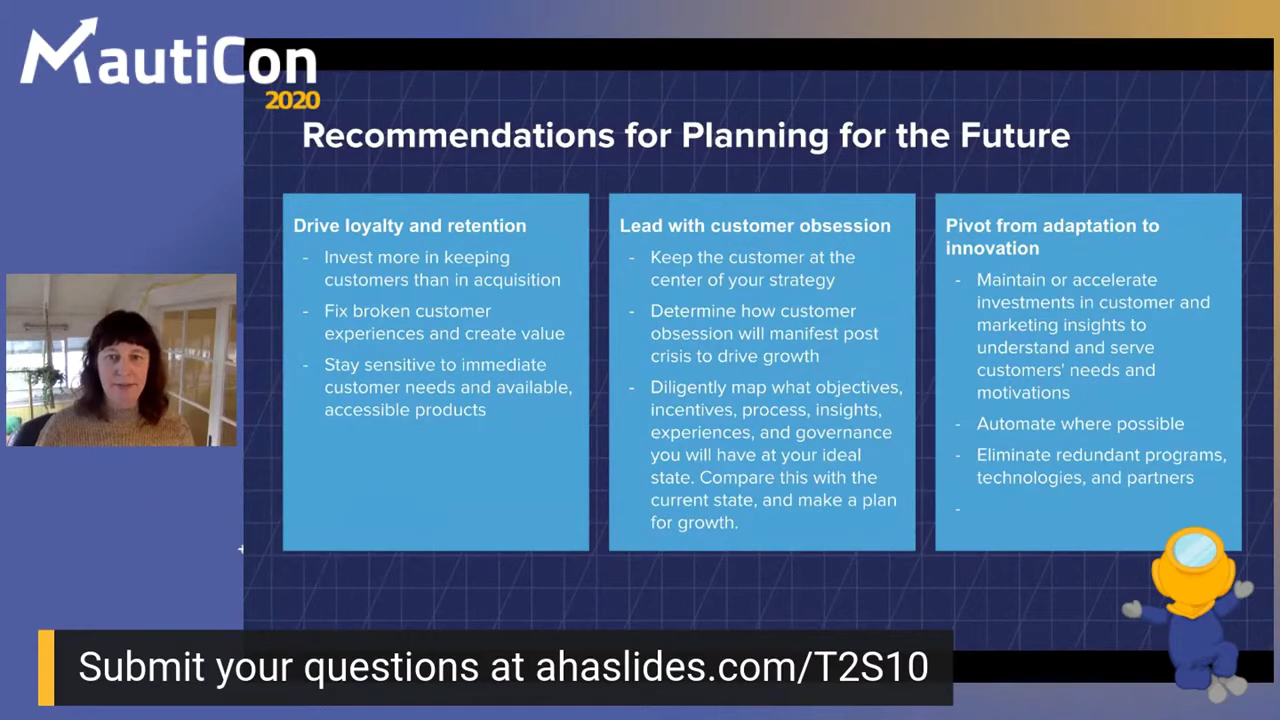 MautiCon
2020
Recommendations for Planning for the Future
Drive loyalty and retention
- Invest more in keeping
customers than in acquisition
- Fix broken customer
experiences and create value
- Stay sensitive to immediate
customer needs and available,
accessible products
Lead with customer obsession
- Keep the customer at the
center of your strategy
- Determine how customer
obsession will manifest post
crisis to drive growth
- Diligently map what objectives,
incentives, process, insights,
experiences, and governance
you will have at your ideal
state. Compare this with the
current state, and make a plan
for growth.
Pivot from adaptation to
innovation
- Maintain or accelerate
investments in customer and
marketing insights to
understand and serve
customers' needs and
motivations
- Automate where possible
- Eliminate redundant programs,
technologies, and partners
-
Submit your questions at ahaslides.com/T2S10